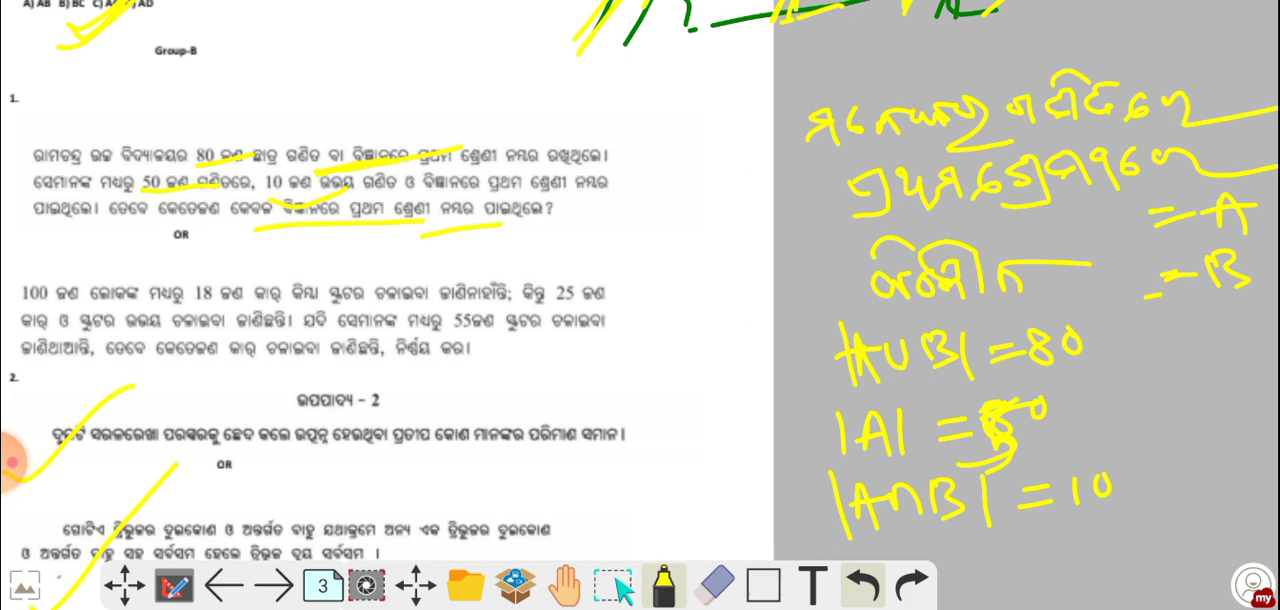 A) AB B) BC C) A
AD
Group-B
1.
ରାମଚନ୍ଦ୍ର ଉଚ୍ଚ ବିଦ୍ୟାଳୟର 80 ଜଣ ଛାତ୍ର ଗଣିତ ବା ବିଜ୍ଞାନରେ ପ୍ରଥମ ଶ୍ରେଣୀ ନମ୍ବର ରଖିଥିଲେ।
ସେମାନଙ୍କ ମଧ୍ୟରୁ 50 ଜଣ ଗଣିତରେ, 10 ଜଣ ଉଭୟ ଗଣିତ ଓ ବିଜ୍ଞାନରେ ପ୍ରଥମ ଶ୍ରେଣୀ ନମ୍ବର
ପାଇଥିଲେ। ତେବେ କେତେଜଣ କେବଳ ବିଜ୍ଞାନରେ ପ୍ରଥମ ଶ୍ରେଣୀ ନମ୍ବର ପାଇଥିଲେ?
OR
100 ଜଣ ଲୋକଙ୍କ ମଧ୍ୟରୁ 18 ଜଣ କାର୍ କିମ୍ବା ସ୍କୁଟର ଚଳାଇବା ଜାଣିନାହାଁନ୍ତି; କିନ୍ତୁ 25 ଜଣ
କାର୍ ଓ ସ୍କୁଟର ଉଭୟ ଚଳାଇବା ଜାଣିଛନ୍ତି। ଯଦି ସେମାନଙ୍କ ମଧ୍ୟରୁ 55ଜଣ ସ୍କୁଟର ଚଳାଇବା
ଜାଣିଥାଆନ୍ତି, ତେବେ କେତେଜଣ କାର୍ ଚଳାଇବା ଜାଣିଛନ୍ତି, ନିର୍ଣ୍ଣୟ କର।
2.
ଉପପାଦ୍ୟ - 2
ଦୁଇଟି ସରଳରେଖା ପରସ୍ପରକୁ ଛେଦ କଲେ ଉତ୍ପନ୍ନ ହେଉଥିବା ପ୍ରତୀପ କୋଣ ମାନଙ୍କର ପରିମାଣ ସମାନ।
OR
ଗୋଟିଏ ତ୍ରିଭୁଜର ଦୁଇକୋଣ ଓ ଅନ୍ତର୍ଗତ ବାହୁ ଯଥାକ୍ରମେ ଅନ୍ୟ ଏକ ତ୍ରିଭୁଜର ଦୁଇକୋଣ
ଓ ଅନ୍ତର୍ଗତ ବାହୁ ସହ ସର୍ବସମ ହେଲେ ତ୍ରିଭୁଜ ଦ୍ୱୟ ସର୍ବସମ ।
= A
= B
|A∪B| = 80
|A| = 50
|A∩B| = 10
3
T
my